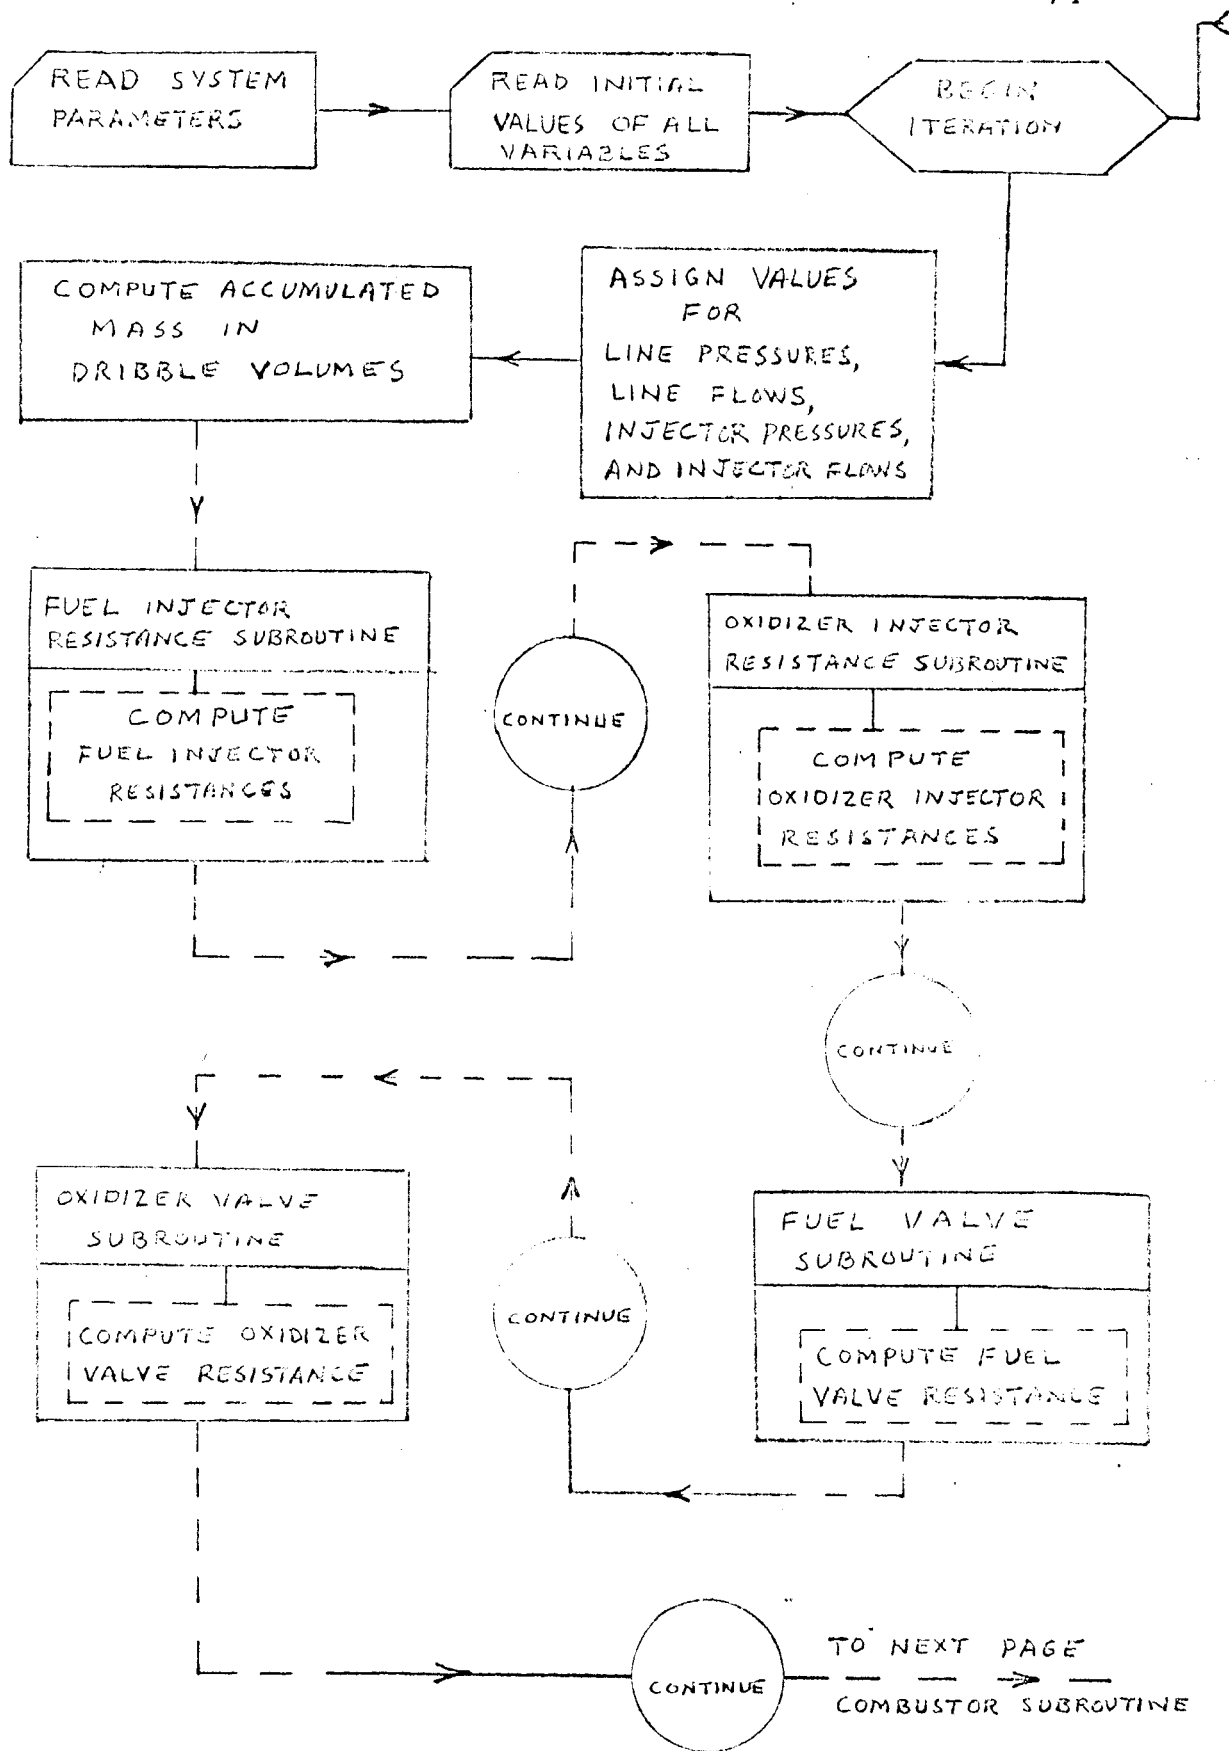 READ SYSTEM
PARAMETERS
READ INITIAL
VALUES OF ALL
VARIABLES
BEGIN
ITERATION
ASSIGN VALUES
FOR
LINE PRESSURES,
LINE FLOWS,
INJECTOR PRESSURES,
AND INJECTOR FLOWS
COMPUTE ACCUMULATED
MASS IN
DRIBBLE VOLUMES
FUEL INJECTOR
RESISTANCE SUBROUTINE
COMPUTE
FUEL INJECTOR
RESISTANCES
CONTINUE
OXIDIZER INJECTOR
RESISTANCE SUBROUTINE
COMPUTE
OXIDIZER INJECTOR
RESISTANCES
CONTINUE
FUEL VALVE
SUBROUTINE
COMPUTE FUEL
VALVE RESISTANCE
CONTINUE
OXIDIZER VALVE
SUBROUTINE
COMPUTE OXIDIZER
VALVE RESISTANCE
CONTINUE
TO NEXT PAGE
COMBUSTOR SUBROUTINE